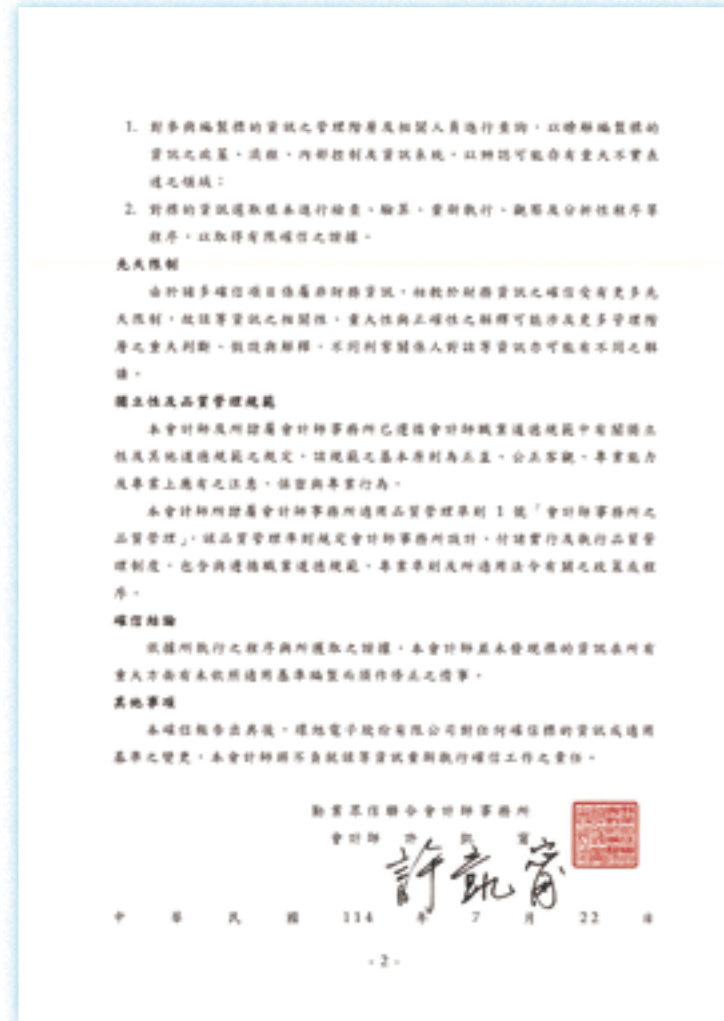 1. 對參與編製標的資訊之管理階層及相關人員進行查詢，以瞭解編製標的
資訊之政策、流程、內部控制及資訊系統，以辨認可能存有重大不實表
達之領域；
2. 對標的資訊選取樣本進行檢查、驗算、重新執行、觀察及分析性程序等
程序，以取得有限確信之證據。
先天限制
由於諸多確信項目係屬非財務資訊，相較於財務資訊之確信受有更多先
天限制，故該等資訊之相關性、重大性與正確性之解釋可能涉及更多管理階
層之重大判斷、假設與解釋，不同利害關係人對該等資訊亦可能有不同之解
讀。
獨立性及品質管理規範
本會計師及所隸屬會計師事務所已遵循會計師職業道德規範中有關獨立
性及其他道德規範之規定，該規範之基本原則為正直、公正客觀、專業能力
及專業上應有之注意、保密與專業行為。
本會計師所隸屬會計師事務所適用品質管理準則 1 號「會計師事務所之
品質管理」，該品質管理準則規定會計師事務所設計、付諸實行及執行品質管
理制度，包含與遵循職業道德規範、專業準則及所適用法令有關之政策或程
序。
確信結論
依據所執行之程序與所獲取之證據，本會計師並未發現標的資訊在所有
重大方面有未依照適用基準編製而須作修正之情事。
其他事項
本確信報告出具後，環旭電子股份有限公司對任何確信標的資訊或適用
基準之變更，本會計師將不負就該等資訊重新執行確信工作之責任。
勤業眾信聯合會計師事務所
會計師 許 凱 甯
許凱甯
中 華 民 國 114 年 7 月 22 日
- 2 -